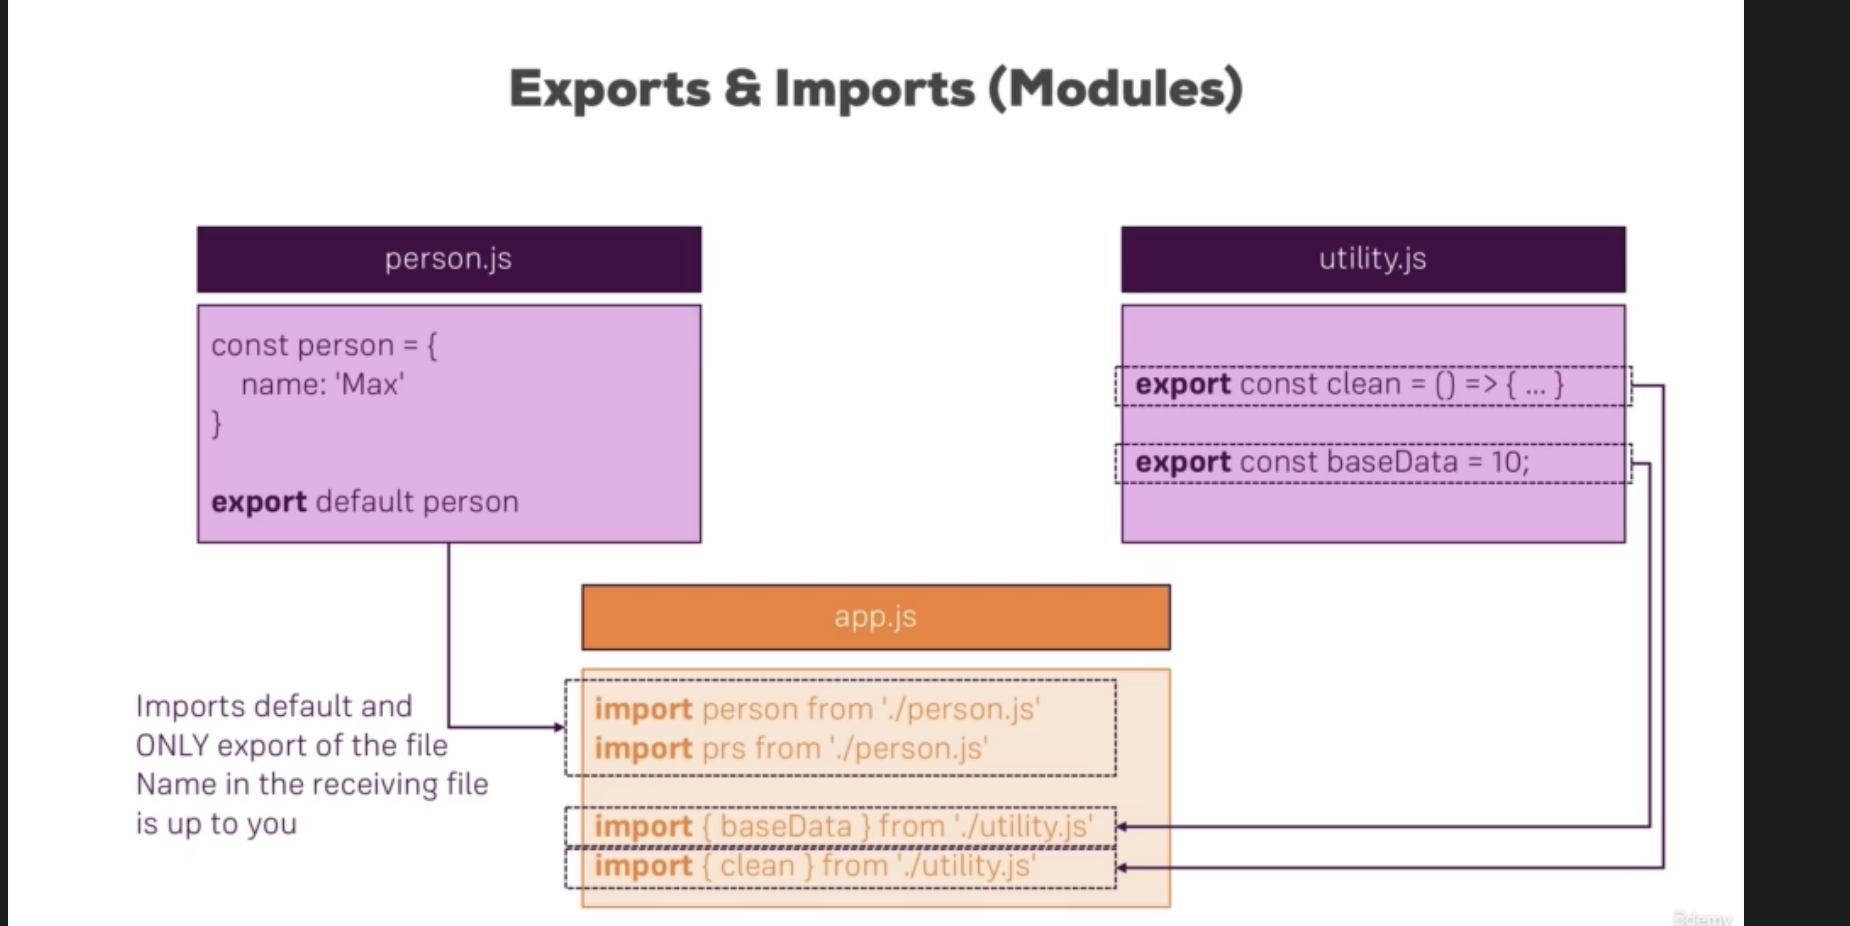 Exports & Imports (Modules)
person.js
const person = {
name: 'Max'
}
export default person
utility.js
export const clean = () => { ... }
export const baseData = 10;
app.js
import person from './person.js'
import prs from './person.js'
import { baseData } from './utility.js'
import { clean } from './utility.js'
Imports default and
ONLY export of the file
Name in the receiving file
is up to you
Udemy